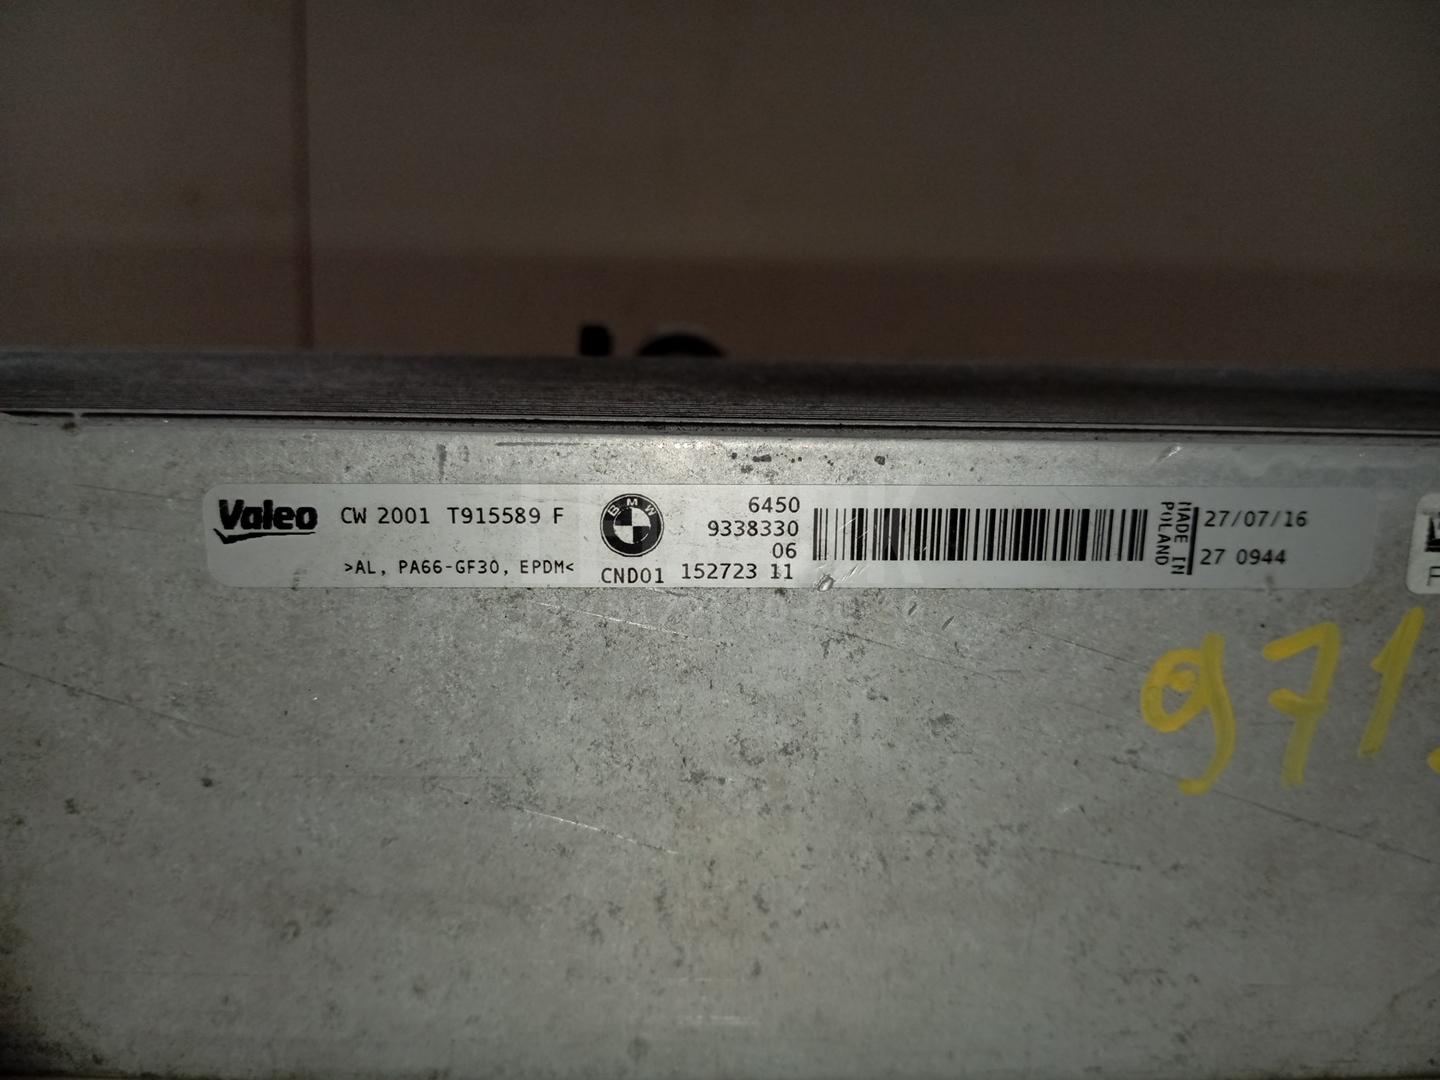 Valeo CW 2001 T915589 F
>AL, PA66-GF30, EPDM<
BMW
6450
9338330
06
CND01 152723 11
MADE IN
POLAND
27/07/16
27 0944
971